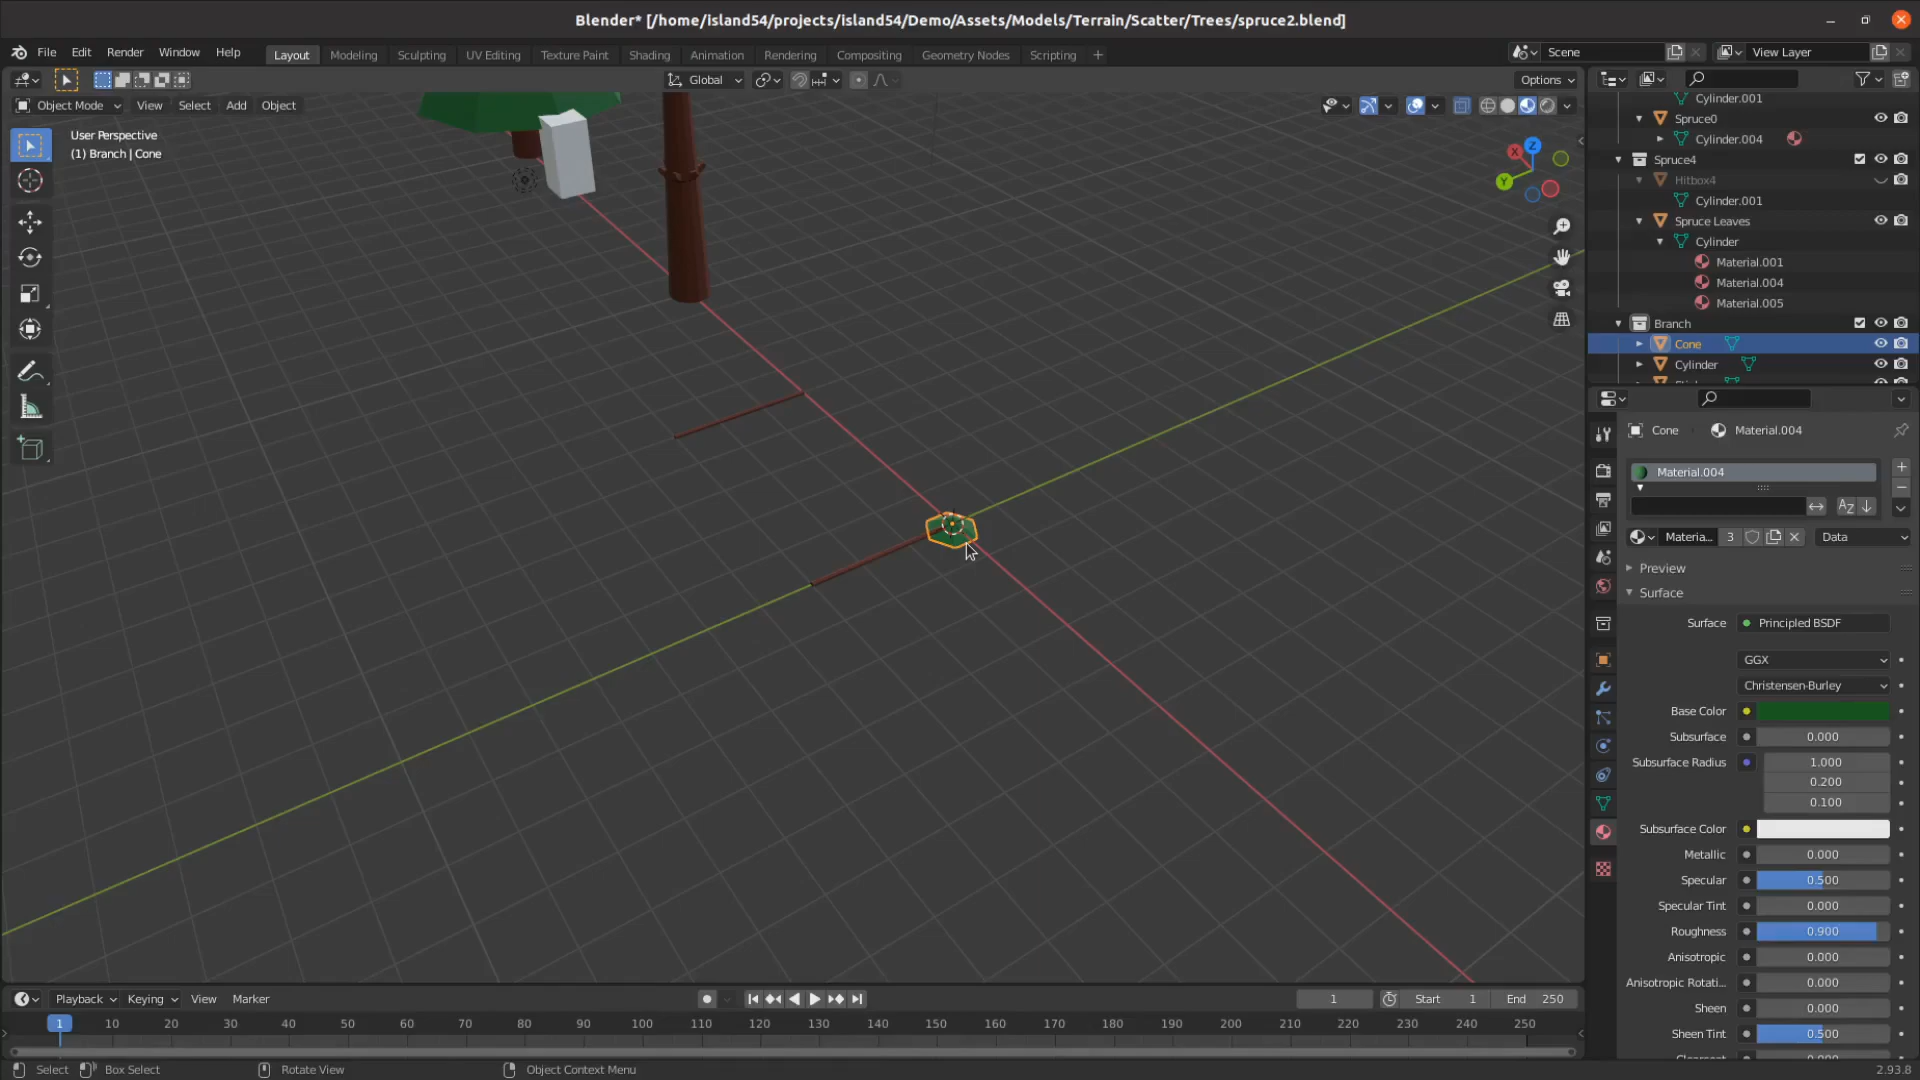 Blender* [/home/island54/projects/island54/Demo/Assets/Models/Terrain/Scatter/Trees/spruce2.blend]
File Edit Render Window Help Layout Modeling Sculpting UV Editing Texture Paint Shading Animation Rendering Compositing Geometry Nodes Scripting + Scene View Layer
Global Options
Object Mode View Select Add Object
User Perspective
(1) Branch | Cone
X Y Z
Cylinder.001
Spruce0
Cylinder.004
Spruce4
Hitbox4
Cylinder.001
Spruce Leaves
Cylinder
Material.001
Material.004
Material.005
Branch
Cone
Cylinder
Cone Material.004
Material.004
Materia... 3 Data
Preview
Surface
Surface Principled BSDF
GGX
Christensen-Burley
Base Color
Subsurface 0.000
Subsurface Radius 1.000
0.200
0.100
Subsurface Color
Metallic 0.000
Specular 0.500
Specular Tint 0.000
Roughness 0.900
Anisotropic 0.000
Anisotropic Rotati... 0.000
Sheen 0.000
Sheen Tint 0.500
Playback Keying View Marker 1 Start 1 End 250
1 10 20 30 40 50 60 70 80 90 100 110 120 130 140 150 160 170 180 190 200 210 220 230 240 250
Select Box Select Rotate View Object Context Menu 2.93.8